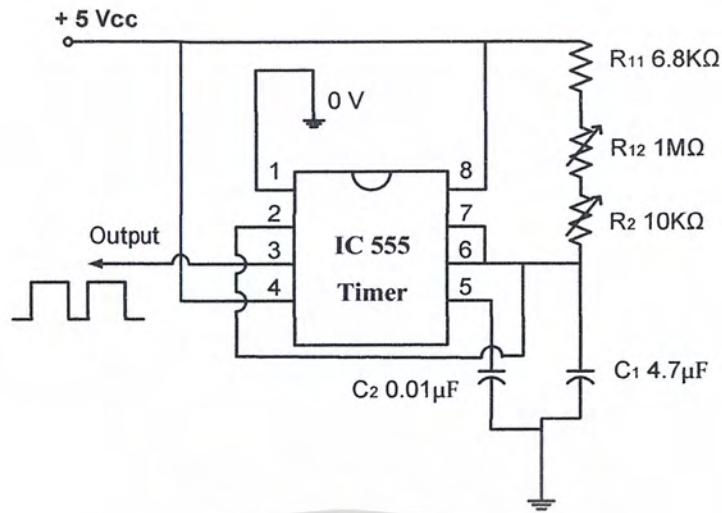 + 5 Vcc
R11 6.8KΩ
0 V
R12 1MΩ
1
8
2
7
R2 10KΩ
Output
3
IC 555
6
Timer
4
5
C2 0.01µF
C1 4.7µF